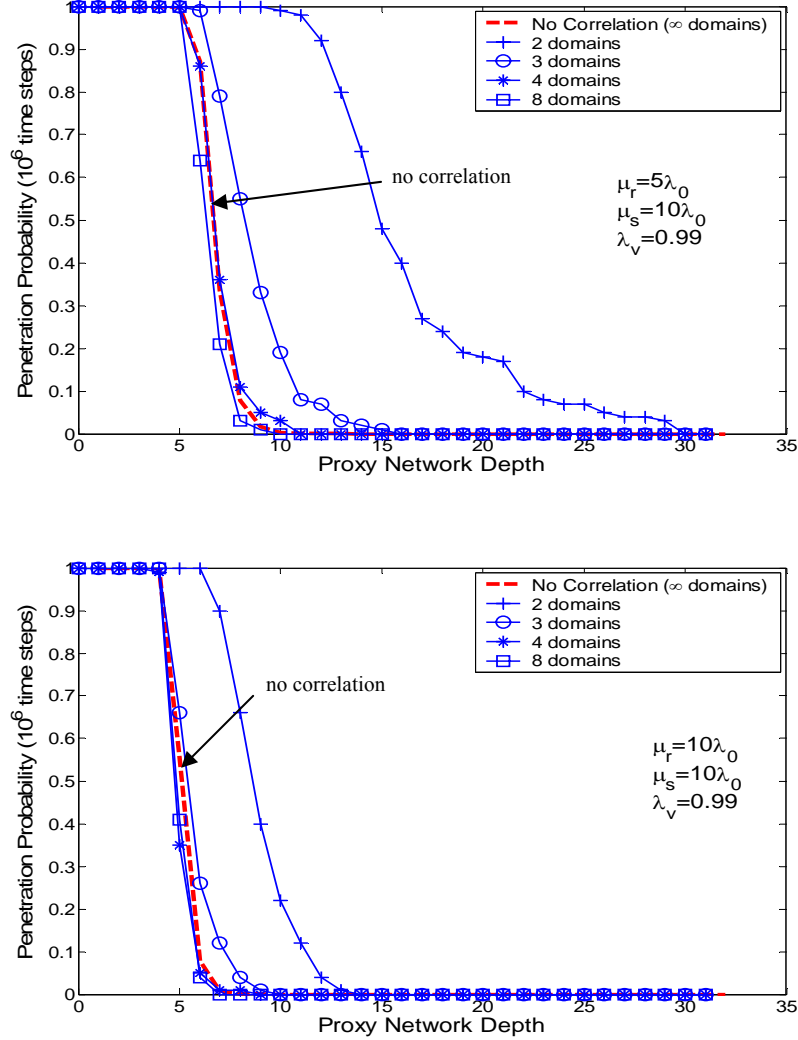 1
0.9
0.8
0.7
0.6
0.5
0.4
0.3
0.2
0.1
0
0 5 10 15 20 25 30 35
Proxy Network Depth
Penetration Probability (10⁶ time steps)
No Correlation (∞ domains)
2 domains
3 domains
4 domains
8 domains
no correlation
μr=5λ0
μs=10λ0
λv=0.99
1
0.9
0.8
0.7
0.6
0.5
0.4
0.3
0.2
0.1
0
0 5 10 15 20 25 30 35
Proxy Network Depth
Penetration Probability (10⁶ time steps)
No Correlation (∞ domains)
2 domains
3 domains
4 domains
8 domains
no correlation
μr=10λ0
μs=10λ0
λv=0.99